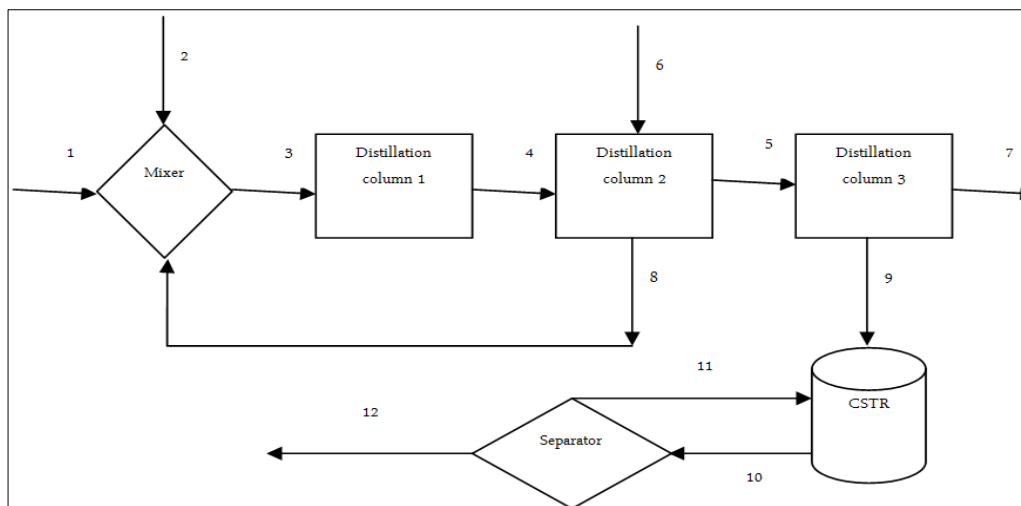 2
6
1
Mixer
3
Distillation
column 1
4
Distillation
column 2
5
Distillation
column 3
7
8
9
11
12
CSTR
Separator
10